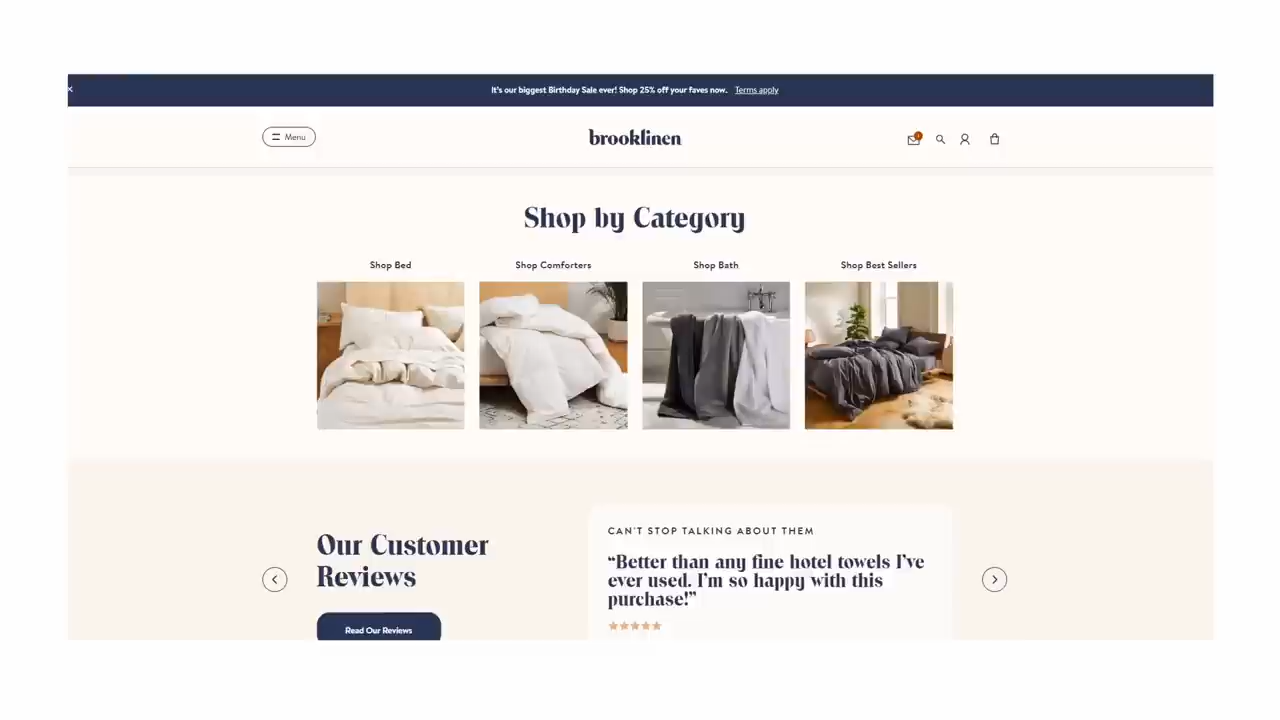 It's our biggest Birthday Sale ever! Shop 25% off your faves now. Terms apply
Menu
brooklinen
Shop by Category
Shop Bed
Shop Comforters
Shop Bath
Shop Best Sellers
Our Customer
Reviews
Read Our Reviews
CAN'T STOP TALKING ABOUT THEM
“Better than any fine hotel towels I’ve
ever used. I’m so happy with this
purchase!”